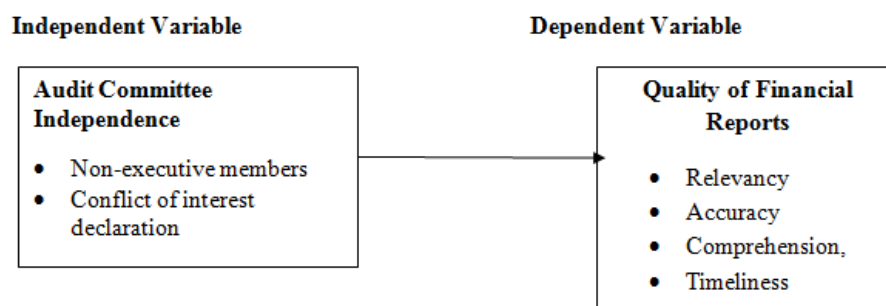 Independent Variable
Dependent Variable
Audit Committee
Independence
• Non-executive members
• Conflict of interest
declaration
Quality of Financial
Reports
• Relevancy
• Accuracy
• Comprehension,
• Timeliness